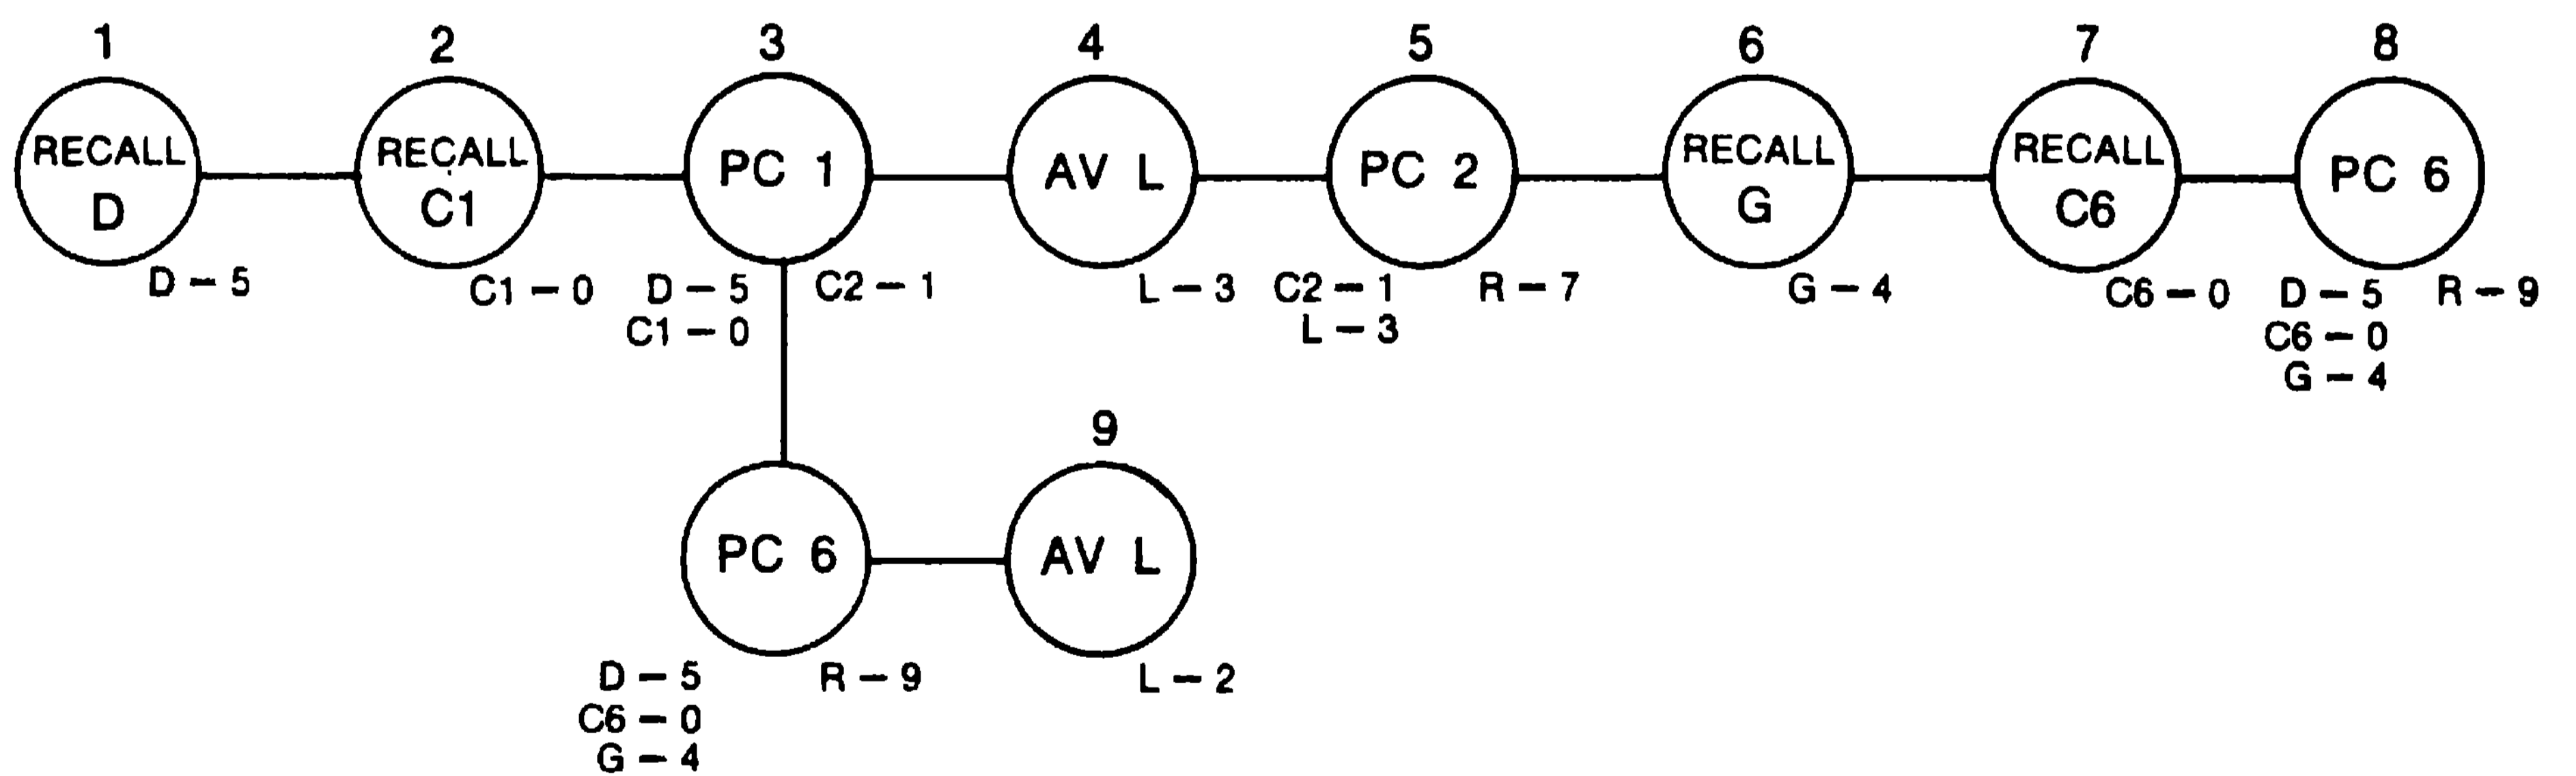 1 2 3 4 5 6 7 8
RECALL D
RECALL C1
PC 1
AV L
PC 2
RECALL G
RECALL C6
PC 6
D – 5 C1 – 0 D – 5 C2 – 1 L – 3 C2 – 1 R – 7 G – 4 C6 – 0 D – 5 R – 9
C1 – 0 L – 3 C6 – 0
G – 4
9
PC 6 AV L
D – 5 R – 9 L – 2
C6 – 0
G – 4